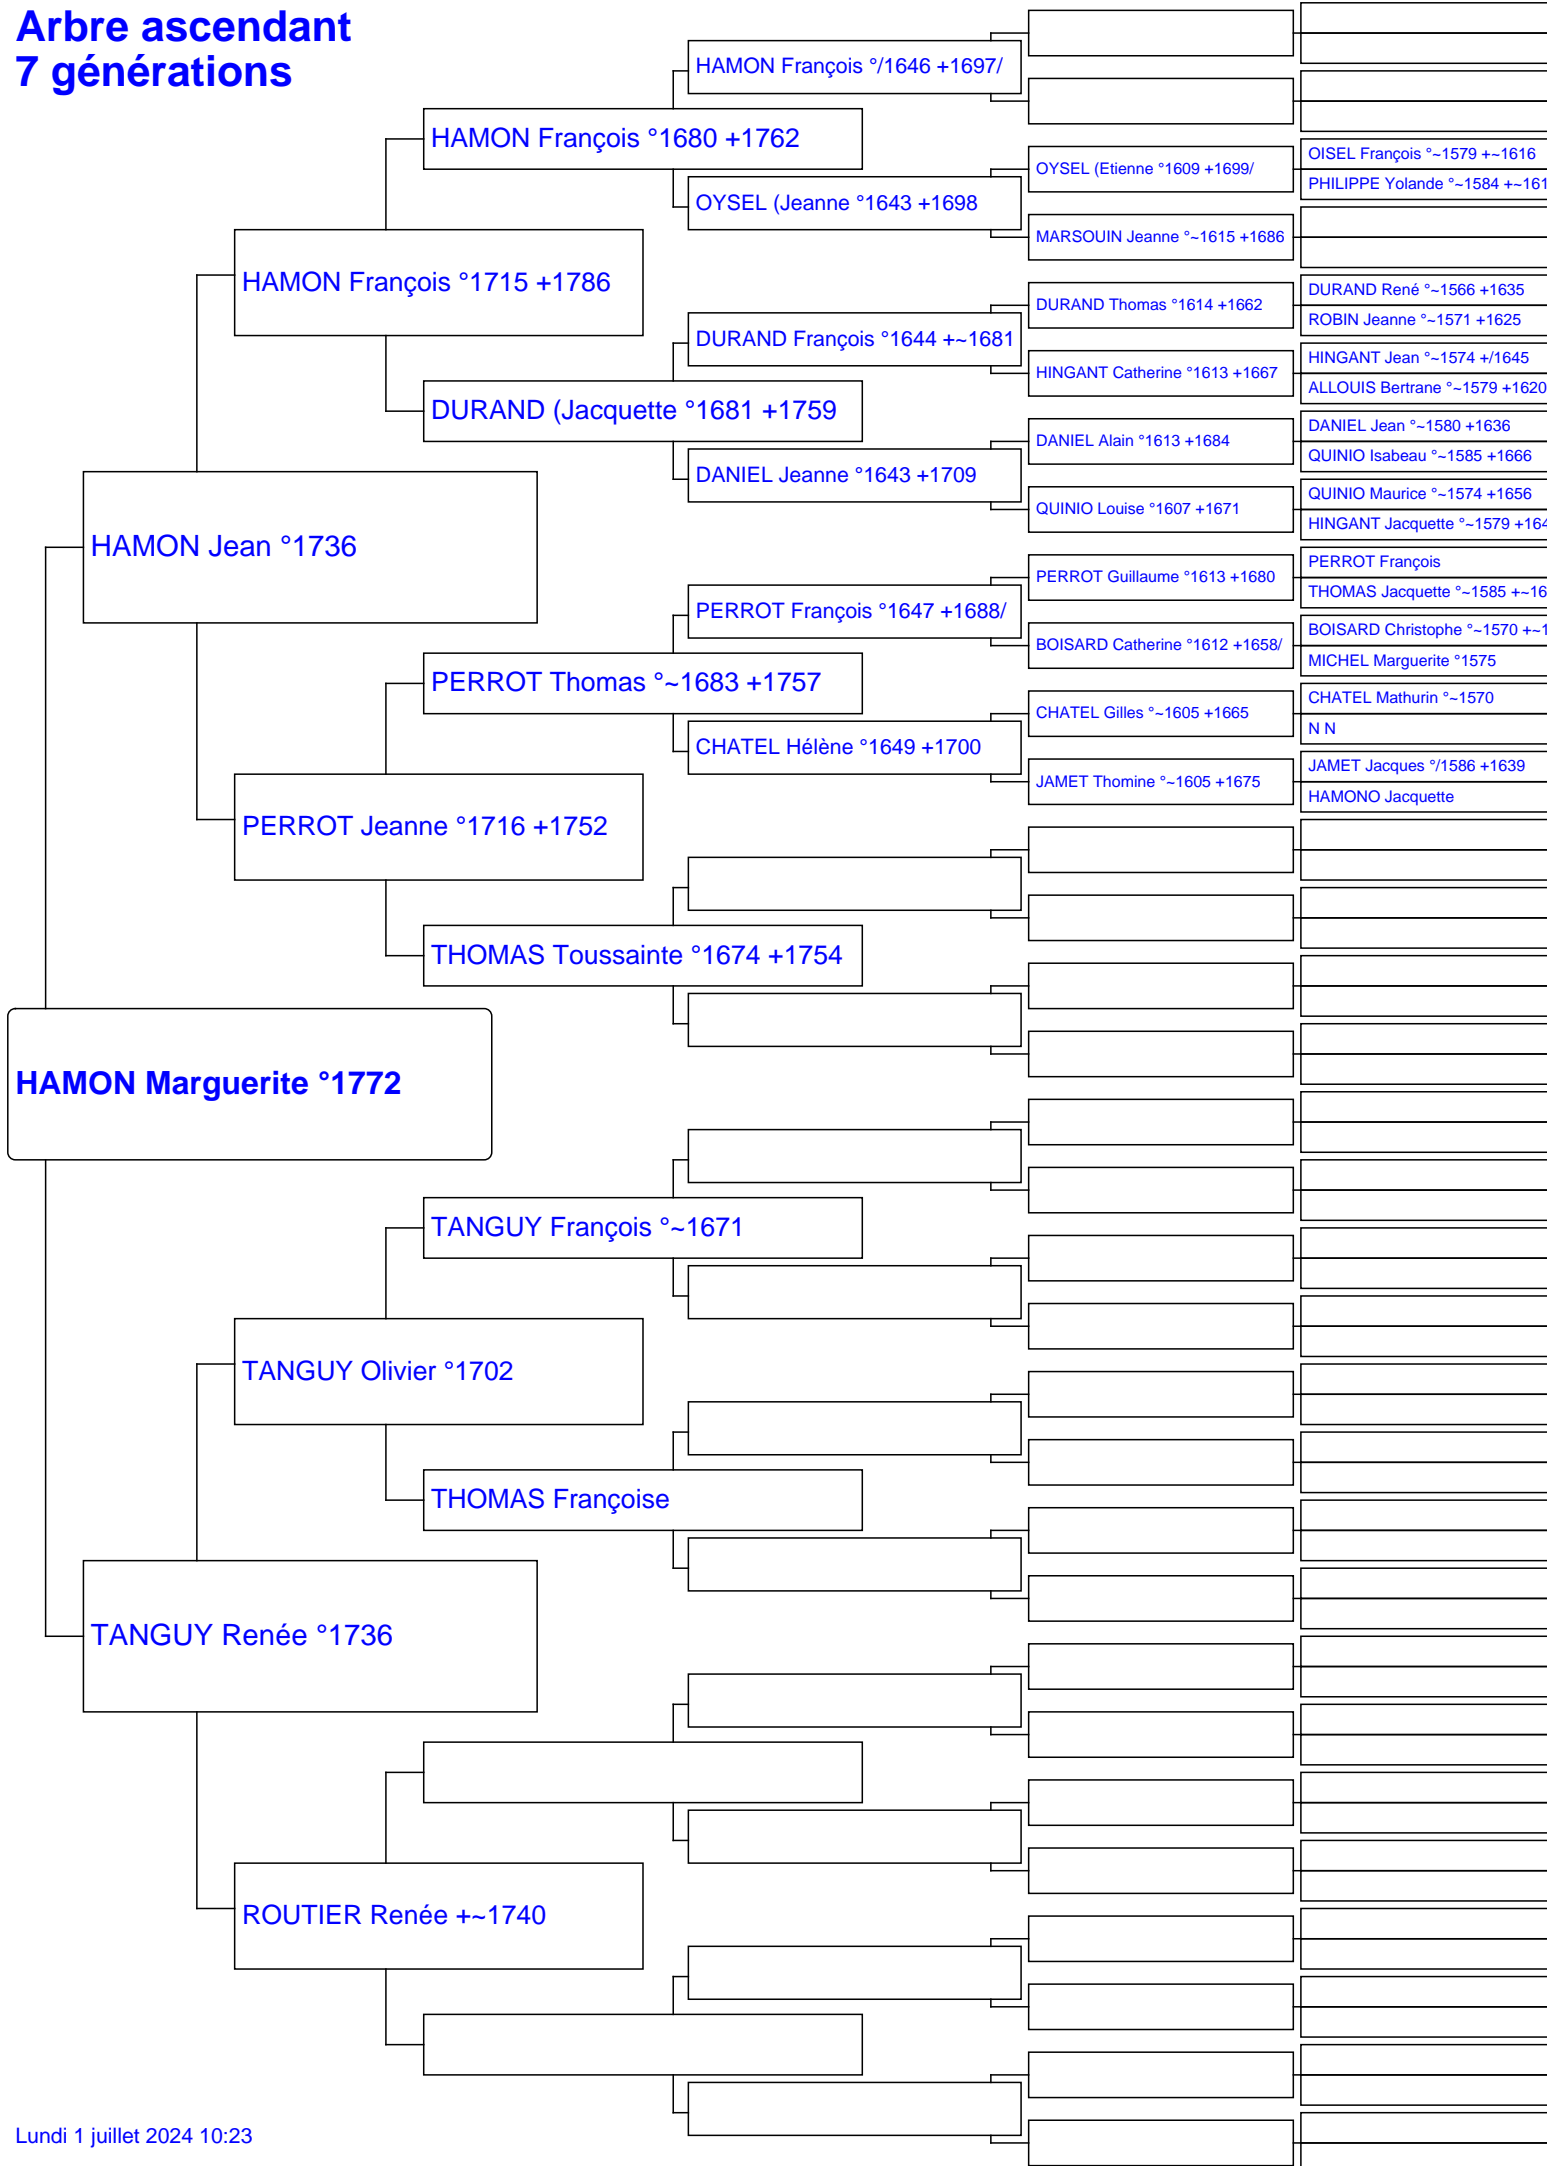 Arbre ascendant
7 générations
HAMON Marguerite °1772
HAMON Jean °1736
TANGUY Renée °1736
HAMON François °1715 +1786
PERROT Jeanne °1716 +1752
TANGUY Olivier °1702
ROUTIER Renée +~1740
HAMON François °1680 +1762
DURAND (Jacquette °1681 +1759
PERROT Thomas °~1683 +1757
THOMAS Toussainte °1674 +1754
TANGUY François °~1671
THOMAS Françoise
HAMON François °/1646 +1697/
OYSEL (Jeanne °1643 +1698
DURAND François °1644 +~1681
DANIEL Jeanne °1643 +1709
PERROT François °1647 +1688/
CHATEL Hélène °1649 +1700
OYSEL (Etienne °1609 +1699/
MARSOUIN Jeanne °~1615 +1686
DURAND Thomas °1614 +1662
HINGANT Catherine °1613 +1667
DANIEL Alain °1613 +1684
QUINIO Louise °1607 +1671
PERROT Guillaume °1613 +1680
BOISARD Catherine °1612 +1658/
CHATEL Gilles °~1605 +1665
JAMET Thomine °~1605 +1675
OISEL François °~1579 +~1616
PHILIPPE Yolande °~1584 +~161
DURAND René °~1566 +1635
ROBIN Jeanne °~1571 +1625
HINGANT Jean °~1574 +/1645
ALLOUIS Bertrane °~1579 +1620
DANIEL Jean °~1580 +1636
QUINIO Isabeau °~1585 +1666
QUINIO Maurice °~1574 +1656
HINGANT Jacquette °~1579 +164
PERROT François
THOMAS Jacquette °~1585 +~16
BOISARD Christophe °~1570 +~1
MICHEL Marguerite °1575
CHATEL Mathurin °~1570
N N
JAMET Jacques °/1586 +1639
HAMONO Jacquette
Lundi 1 juillet 2024 10:23